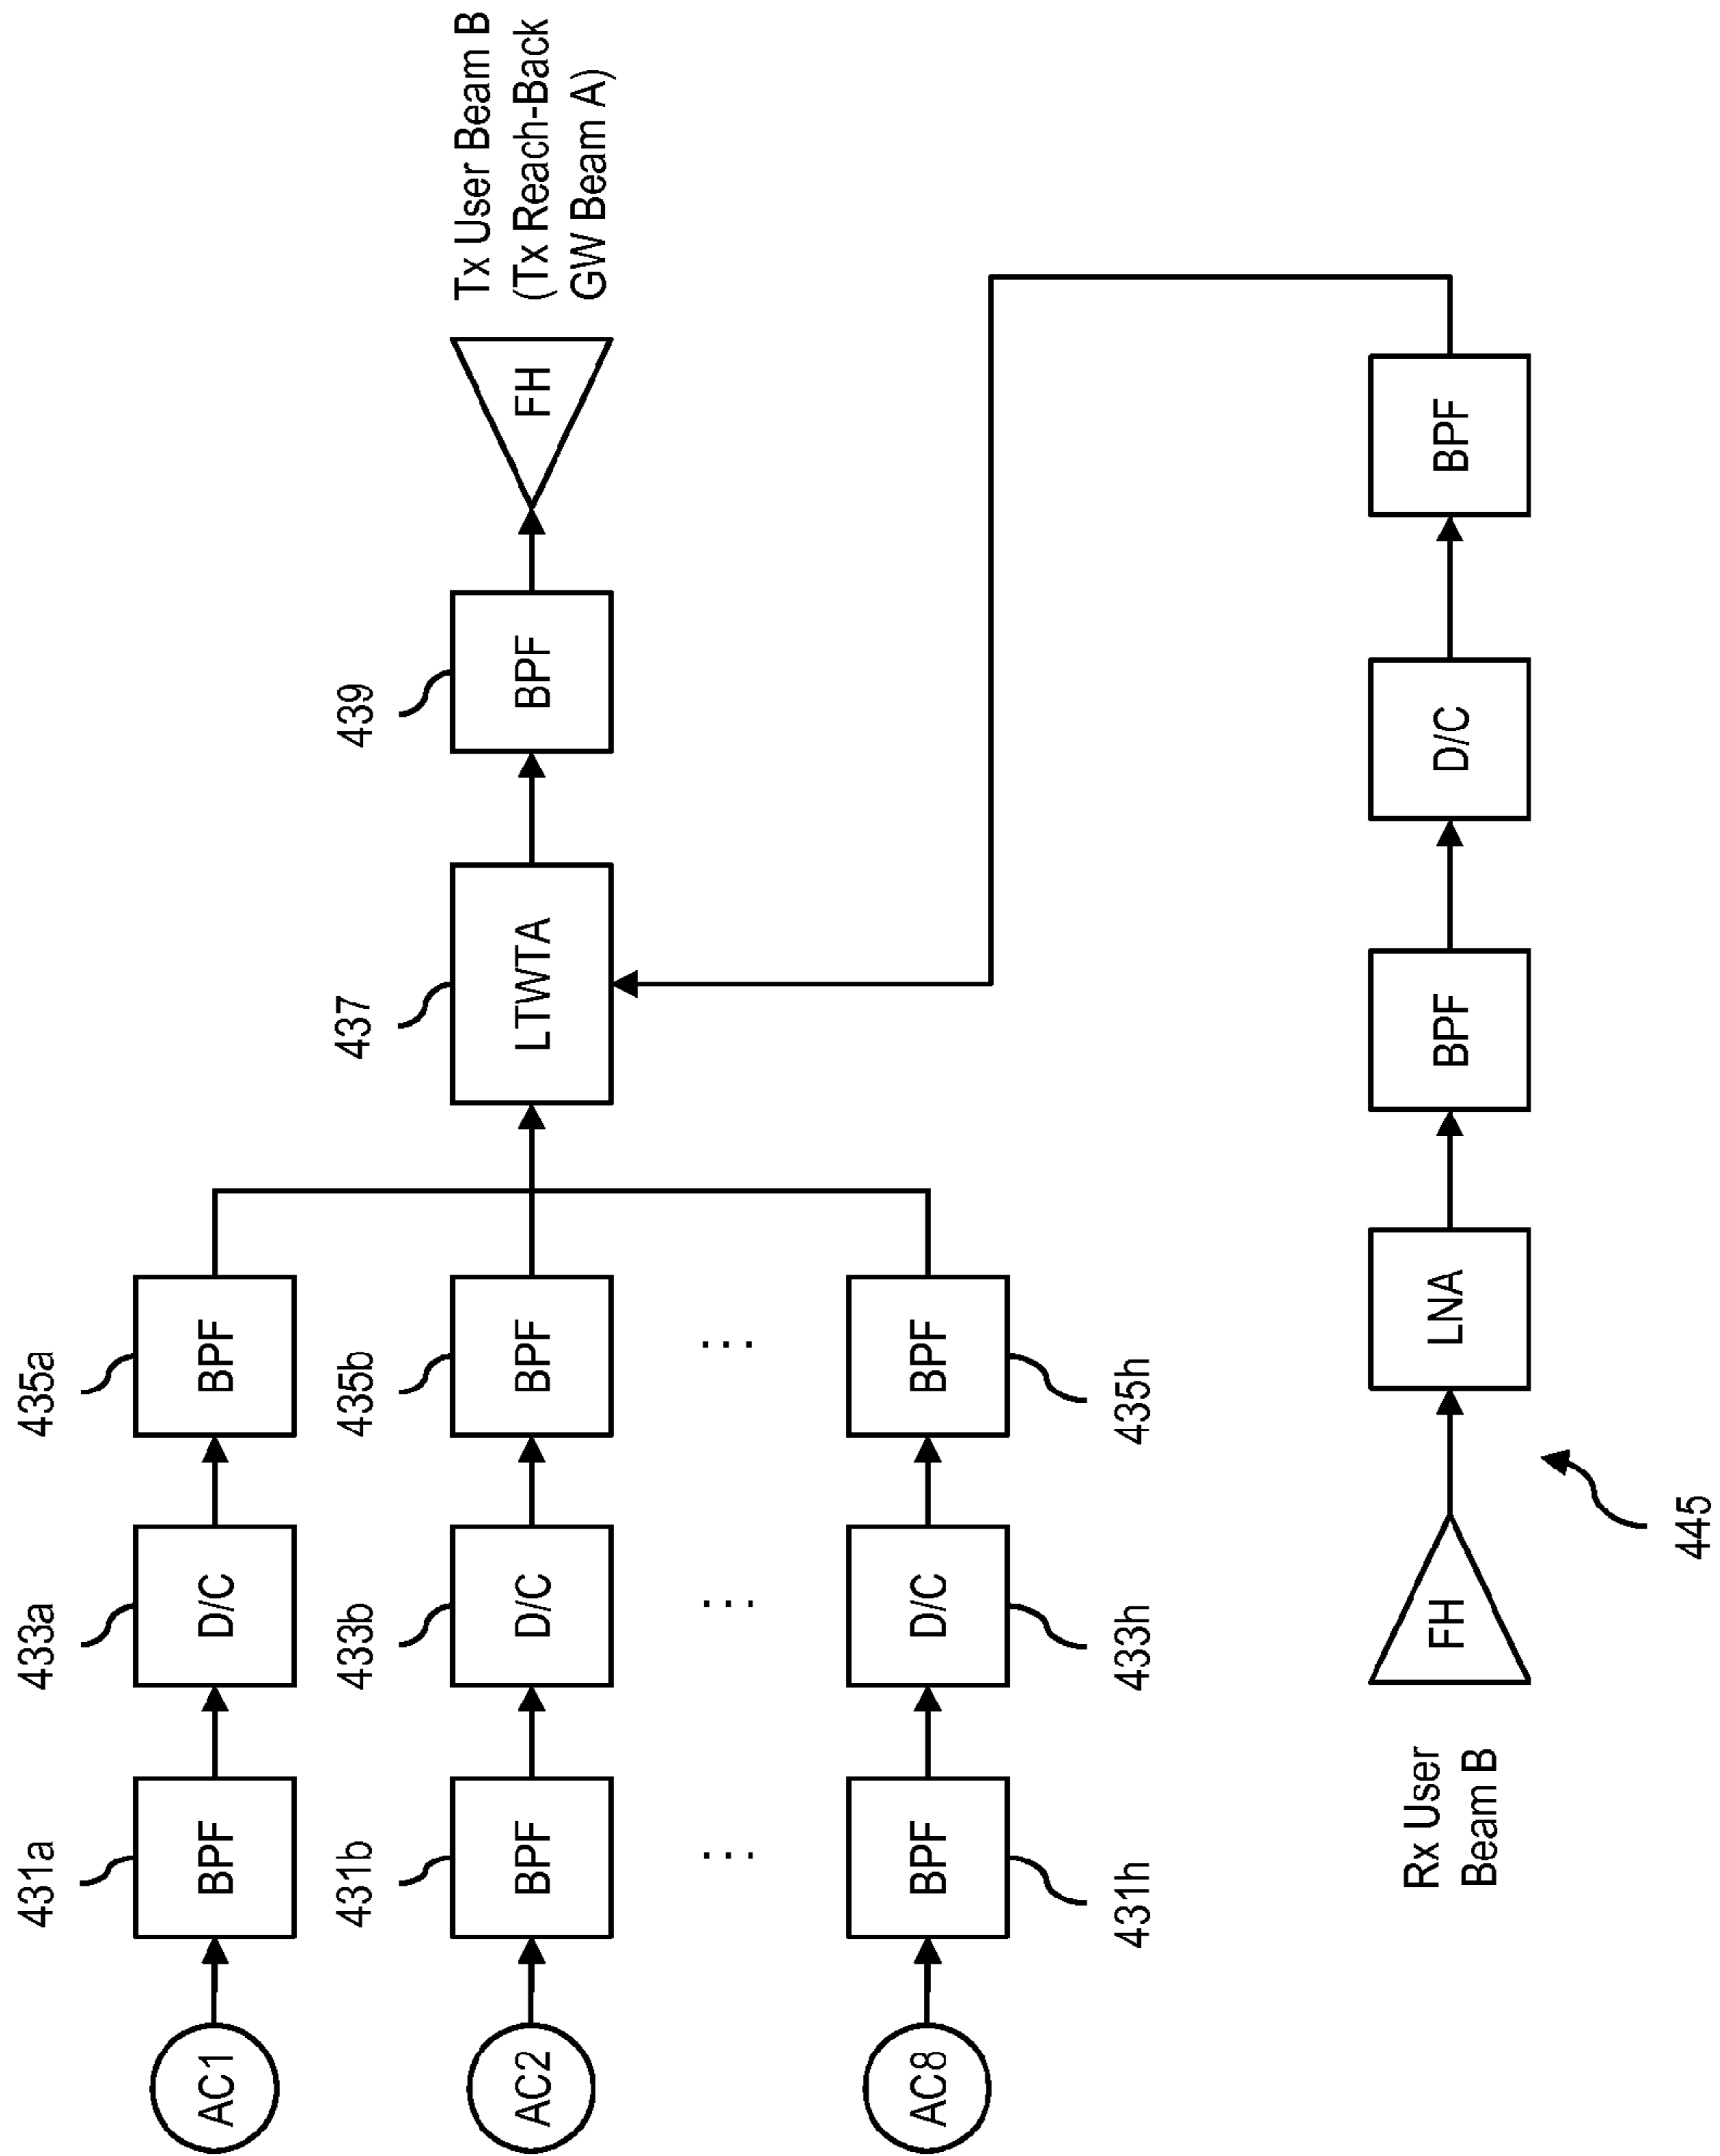 431a
433a
435a
AC1
BPF
D/C
BPF
431b
433b
435b
437
439
AC2
BPF
D/C
BPF
LTWTA
BPF
FH
Tx User Beam B
(Tx Reach-Back
GW Beam A)
...
...
...
AC8
BPF
D/C
BPF
431h
433h
435h
Rx User
Beam B
FH
LNA
BPF
D/C
BPF
445